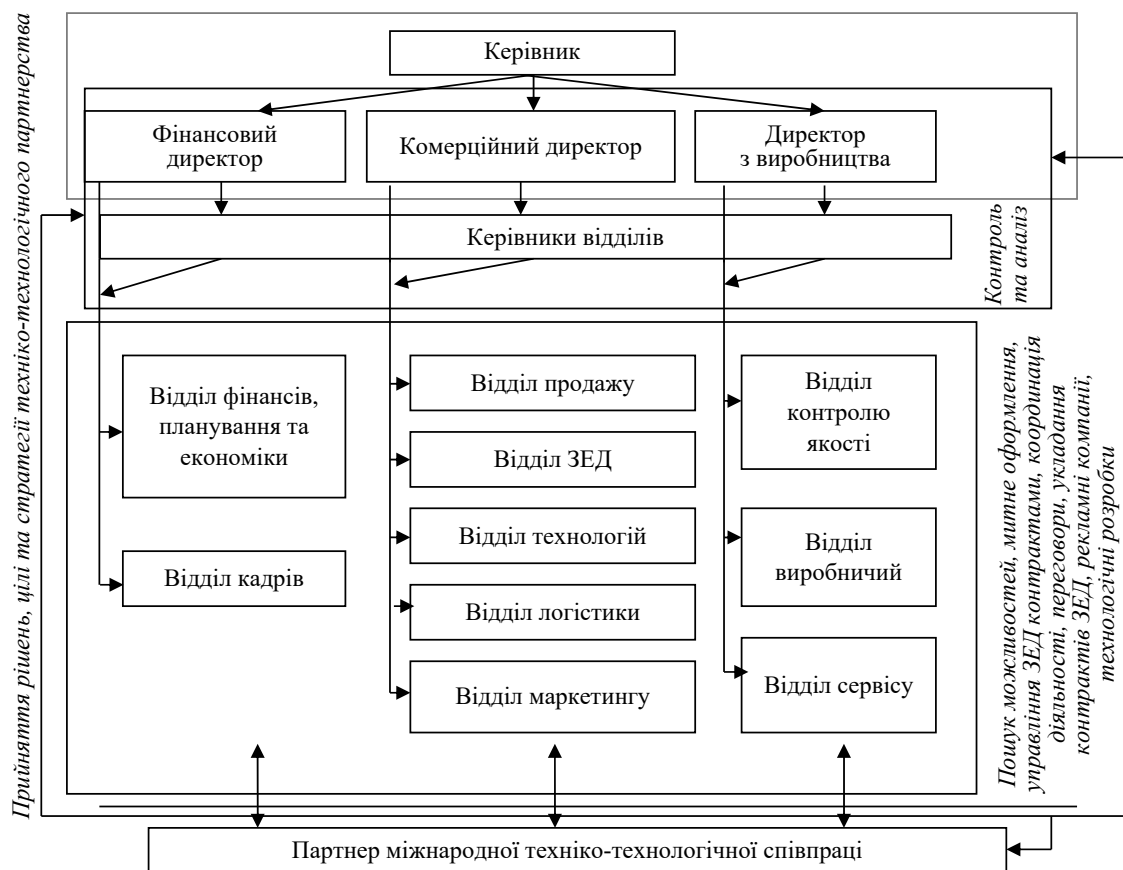 Прийняття рішень, цілі та стратегії техніко-технологічного партнерства
Керівник
Фінансовий
директор
Комерційний директор
Директор
з виробництва
Керівники відділів
Контроль
та аналіз
Відділ фінансів,
планування та
економіки
Відділ кадрів
Відділ продажу
Відділ ЗЕД
Відділ технологій
Відділ логістики
Відділ маркетингу
Відділ
контролю
якості
Відділ
виробничий
Відділ сервісу
Пошук можливостей, митне оформлення,
управління ЗЕД контрактами, координація
діяльності, переговори, укладання
контрактів ЗЕД, рекламні компанії,
технологічні розробки
Партнер міжнародної техніко-технологічної співпраці